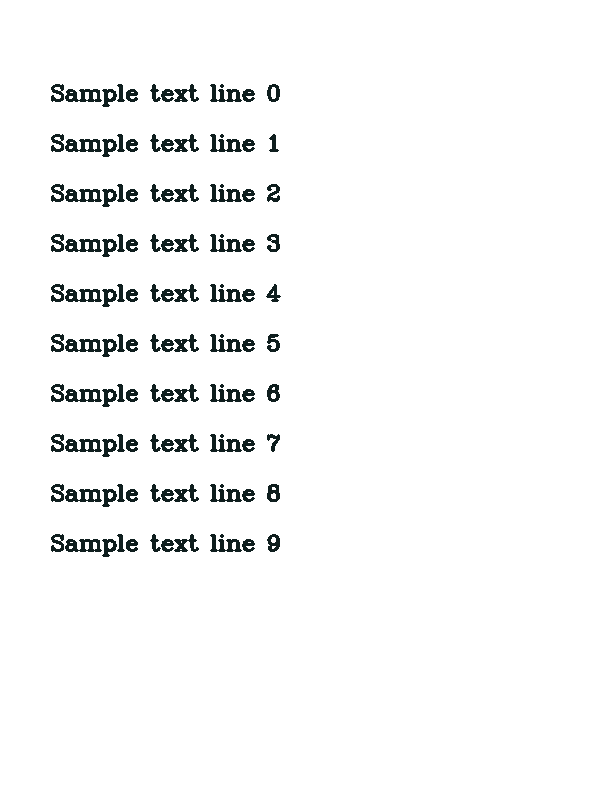 Sample text line 0
Sample text line 1
Sample text line 2
Sample text line 3
Sample text line 4
Sample text line 5
Sample text line 6
Sample text line 7
Sample text line 8
Sample text line 9